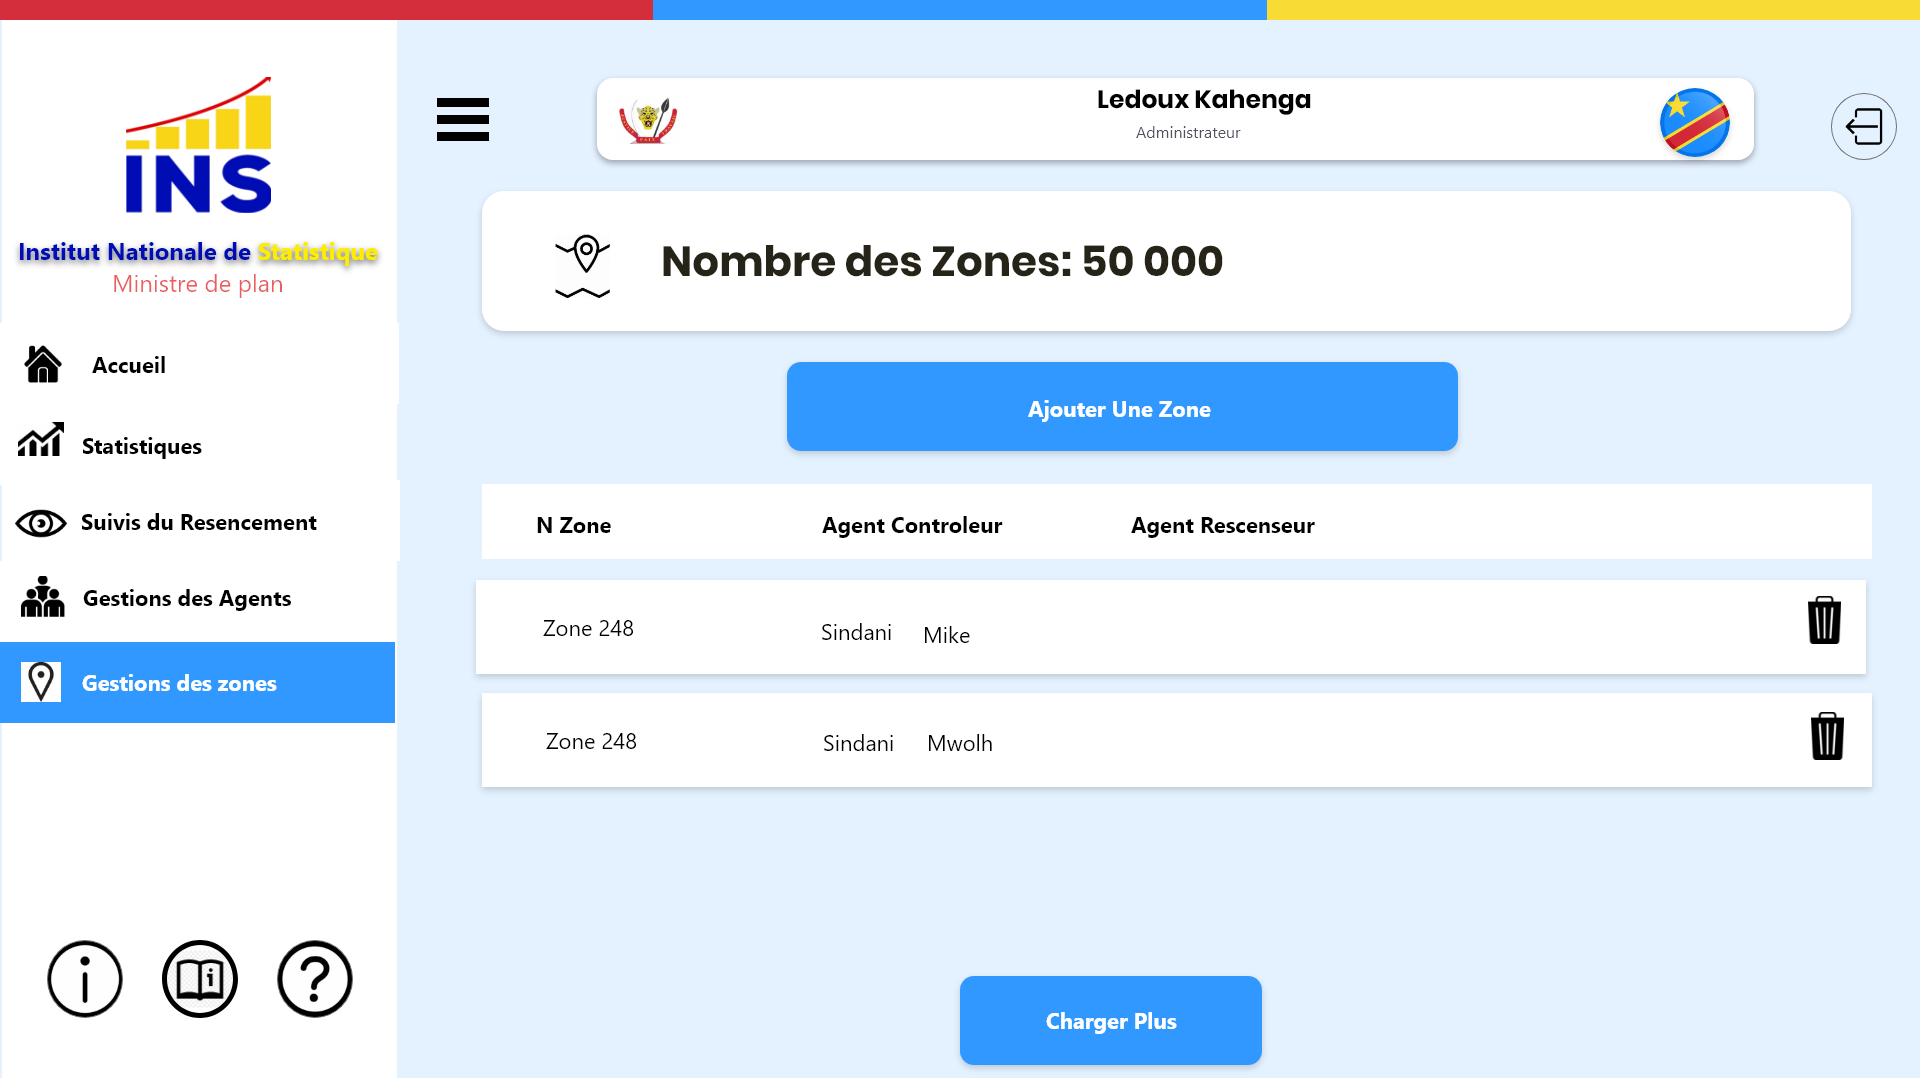 INS
Institut Nationale de Statistique
Ministre de plan
Accueil
Statistiques
Suivis du Resencement
Gestions des Agents
Gestions des zones
Ledoux Kahenga
Administrateur
Nombre des Zones: 50 000
Ajouter Une Zone
N Zone Agent Controleur Agent Rescenseur
Zone 248 Sindani Mike
Zone 248 Sindani Mwolh
Charger Plus